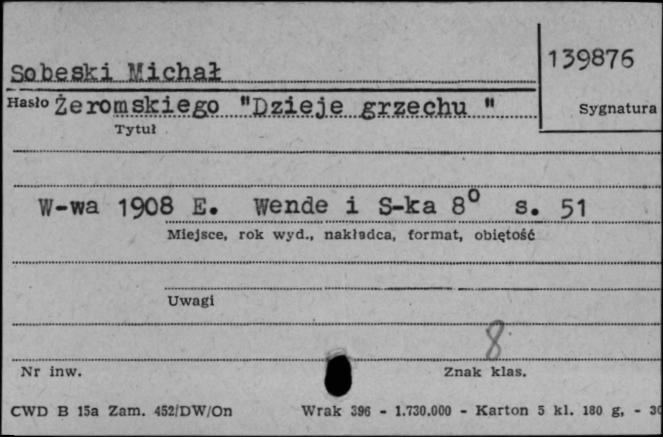 139876
Sobeski Michał
Hasło Żeromskiego "Dzieje grzechu "
Sygnatura
Tytuł
W-wa 1908 E. Wende i S-ka 8° s. 51
Miejsce, rok wyd., nakładca, format, objętość
Uwagi
8
Nr inw.
Znak klas.
CWD B 15a Zam. 452/DW/On Wrak 396 - 1.730.000 - Karton 5 kl. 180 g, - 30